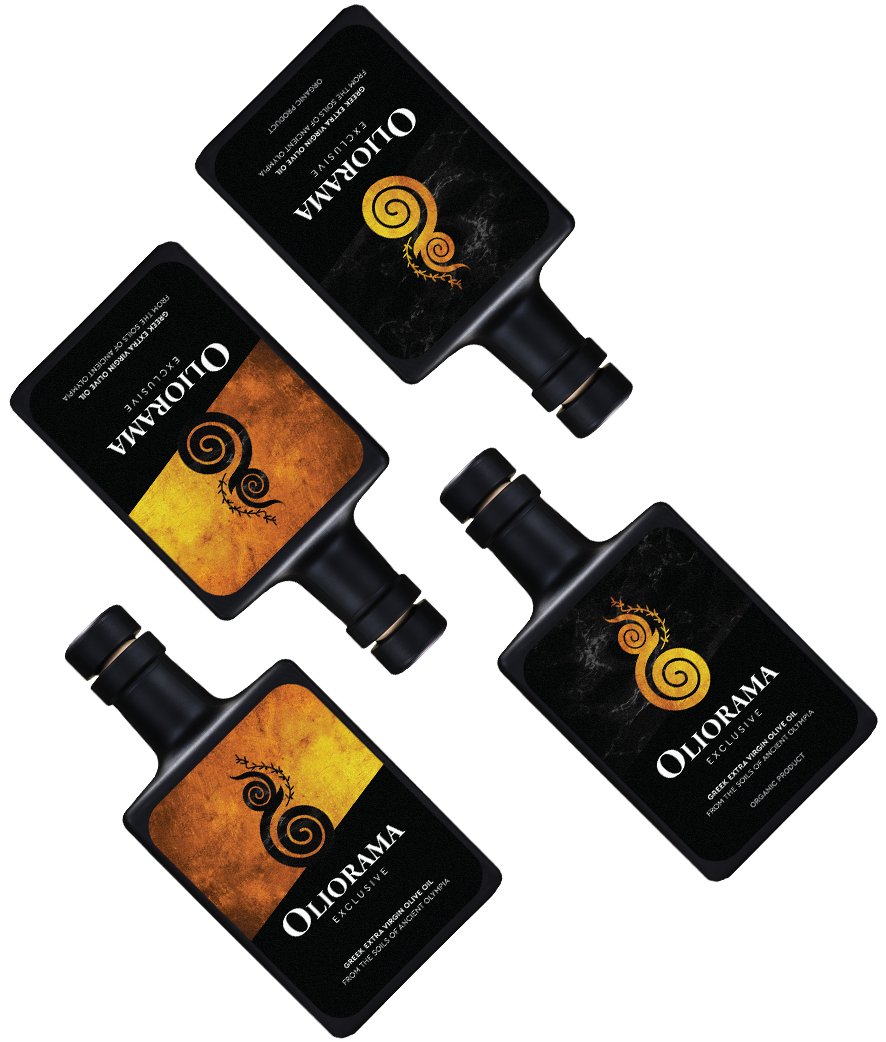 OLIORAMA
EXCLUSIVE
GREEK EXTRA VIRGIN OLIVE OIL
FROM THE SOILS OF ANCIENT OLYMPIA
ORGANIC PRODUCT
OLIORAMA
EXCLUSIVE
GREEK EXTRA VIRGIN OLIVE OIL
FROM THE SOILS OF ANCIENT OLYMPIA
OLIORAMA
EXCLUSIVE
GREEK EXTRA VIRGIN OLIVE OIL
FROM THE SOILS OF ANCIENT OLYMPIA
ORGANIC PRODUCT
OLIORAMA
EXCLUSIVE
GREEK EXTRA VIRGIN OLIVE OIL
FROM THE SOILS OF ANCIENT OLYMPIA